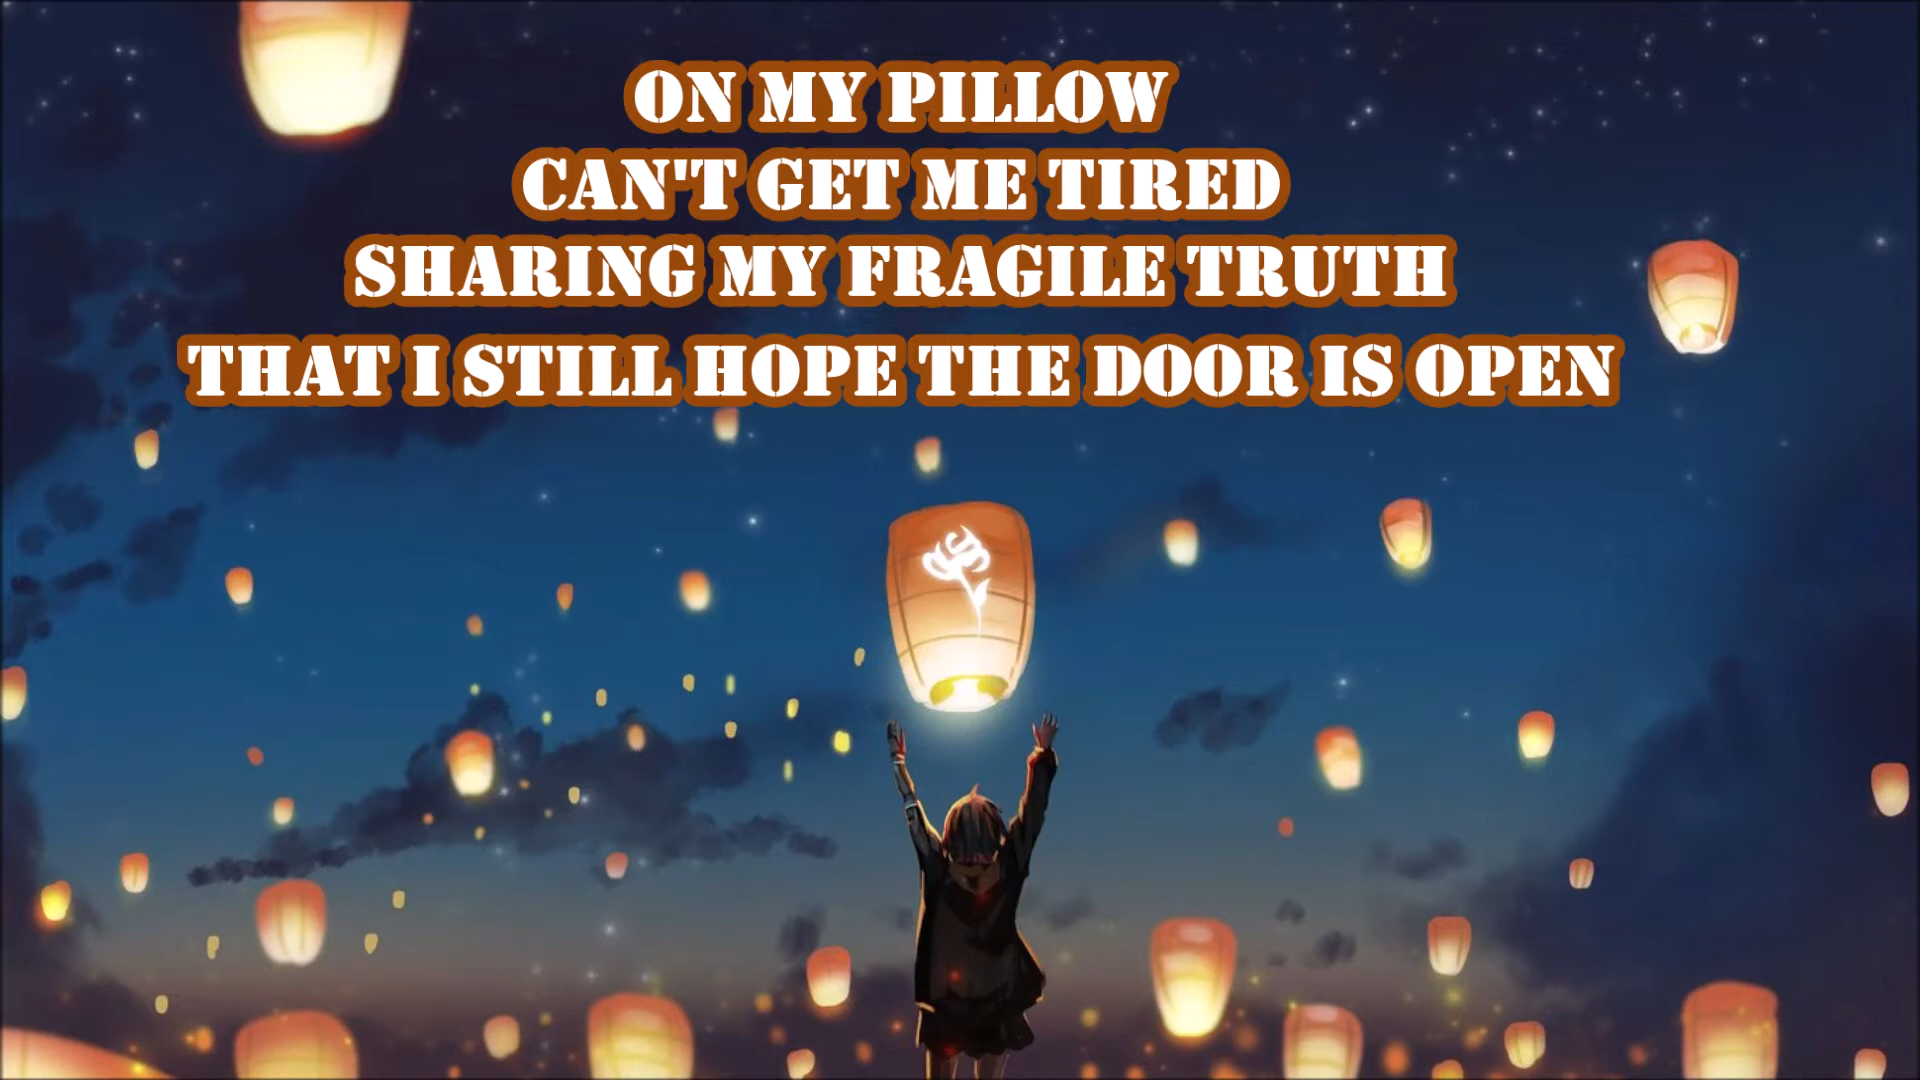 ON MY PILLOW
CAN'T GET ME TIRED
SHARING MY FRAGILE TRUTH
THAT I STILL HOPE THE DOOR IS OPEN